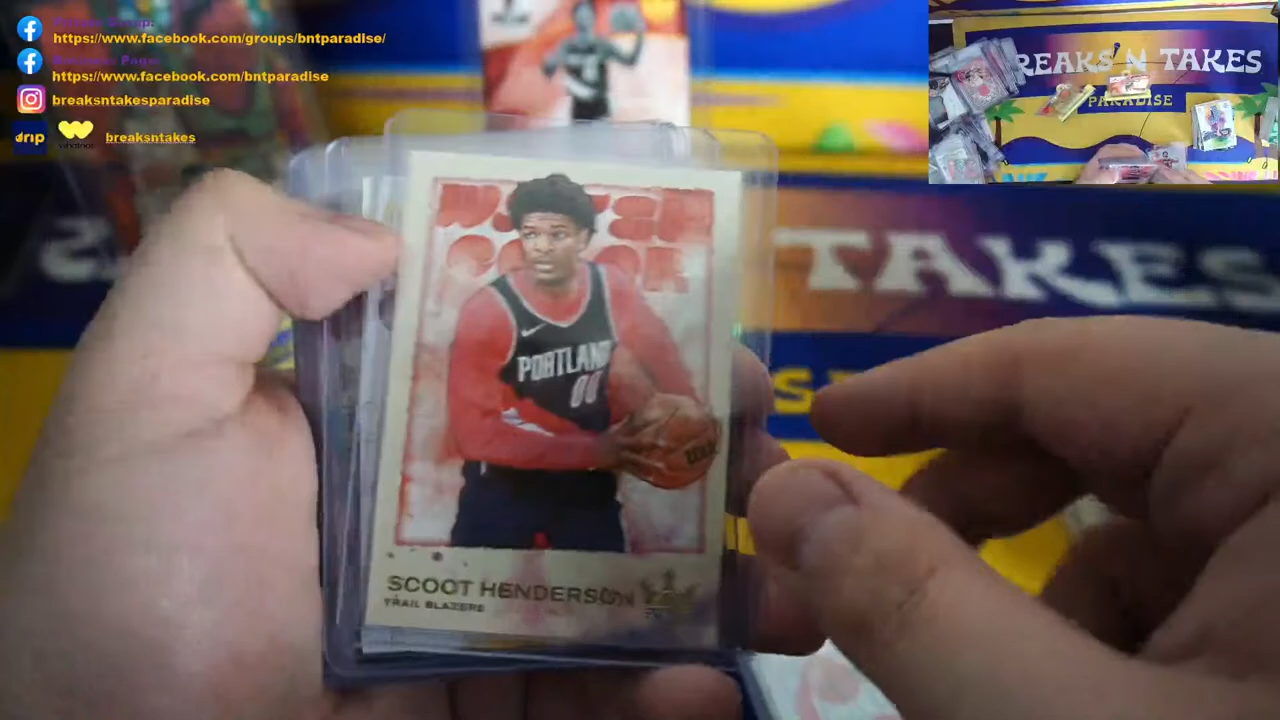 https://www.facebook.com/groups/bntparadise/
https://www.facebook.com/bntparadise
breaksntakesparadise
drip
breaksntakes
BREAKS N TAKES
PARADISE
TAKES
PORTLAND
00
SCOOT HENDERSON
TRAIL BLAZERS